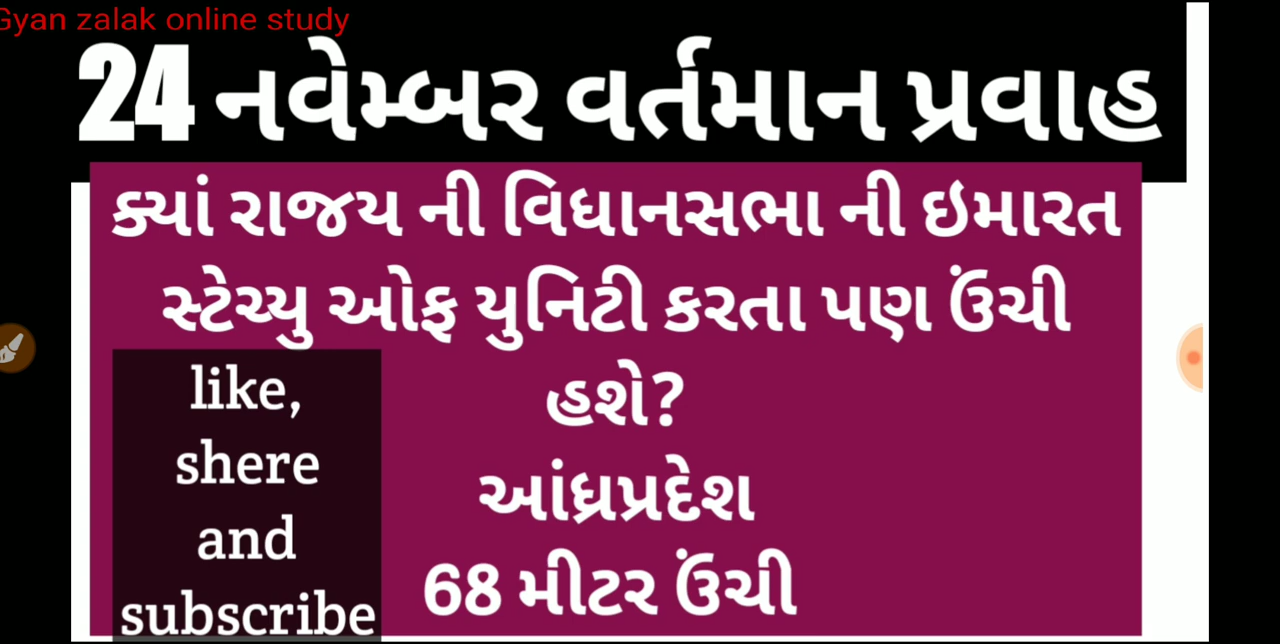 Gyan zalak online study
24 નવેમ્બર વર્તમાન પ્રવાહ
ક્યાં રાજય ની વિધાનસભા ની ઇમારત
સ્ટેચ્યુ ઓફ યુનિટી કરતા પણ ઉંચી
હશે?
આંધ્રપ્રદેશ
68 મીટર ઉંચી
like,
shere
and
subscribe